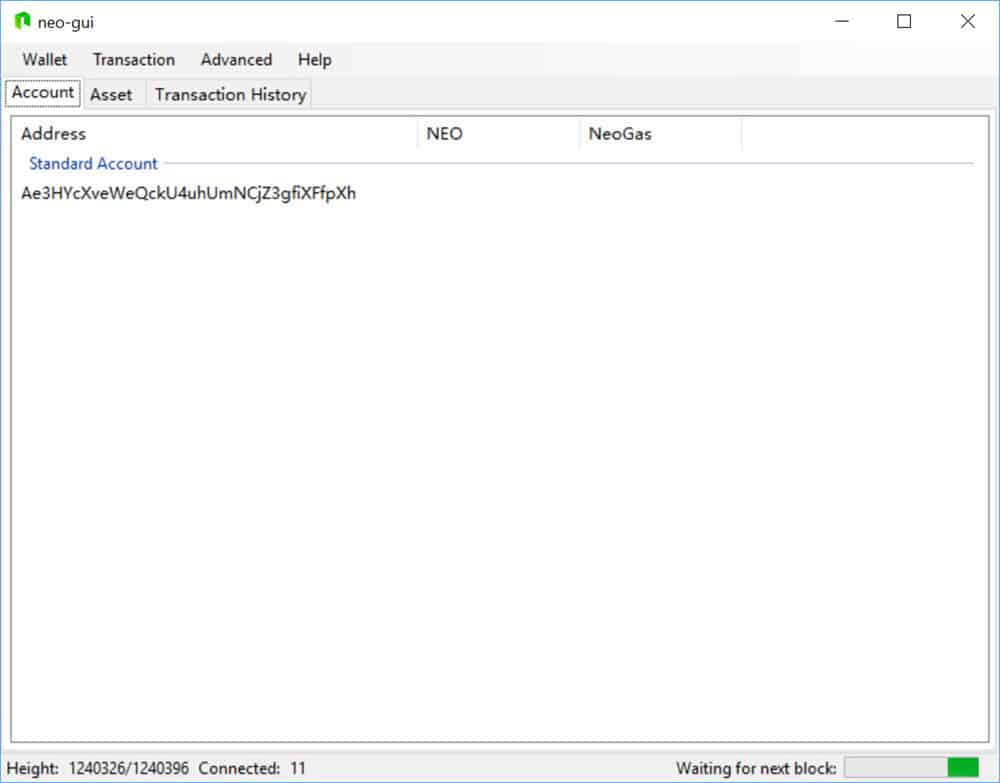 neo-gui
Wallet Transaction Advanced Help
Account Asset Transaction History
Address NEO NeoGas
Standard Account
Ae3HYcXveWeQckU4uhUmNCjZ3gfiXFfpXh
Height: 1240326/1240396 Connected: 11 Waiting for next block: